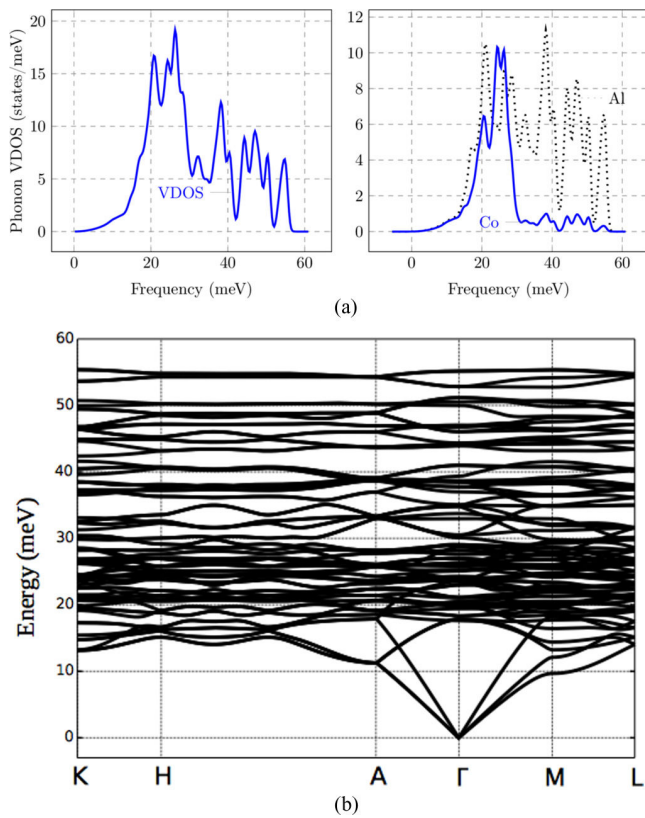 20
15
10
5
0
Phonon VDOS (states/meV)
VDOS
0 20 40 60
Frequency (meV)
12
10
8
6
4
2
0
Al
Co
0 20 40 60
Frequency (meV)
(a)
60
50
40
30
20
10
0
Energy (meV)
K H A Γ M L
(b)